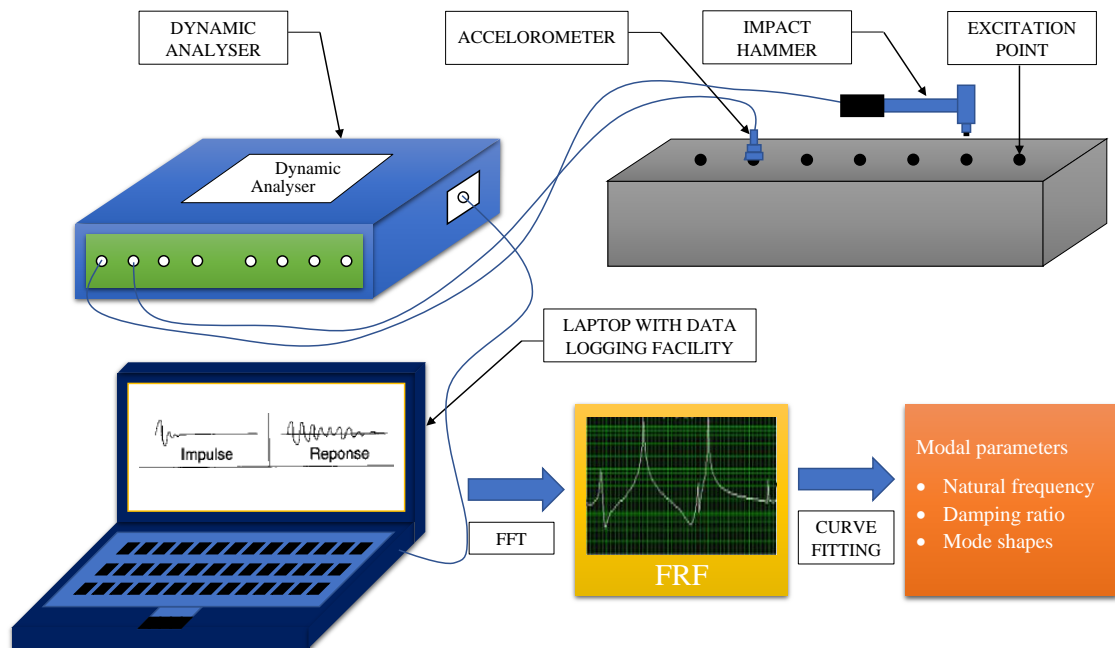 DYNAMIC
ANALYSER
ACCELOROMETER
IMPACT
HAMMER
EXCITATION
POINT
Dynamic
Analyser
LAPTOP WITH DATA
LOGGING FACILITY
Impulse
Reponse
FFT
FRF
CURVE
FITTING
Modal parameters
● Natural frequency
● Damping ratio
● Mode shapes